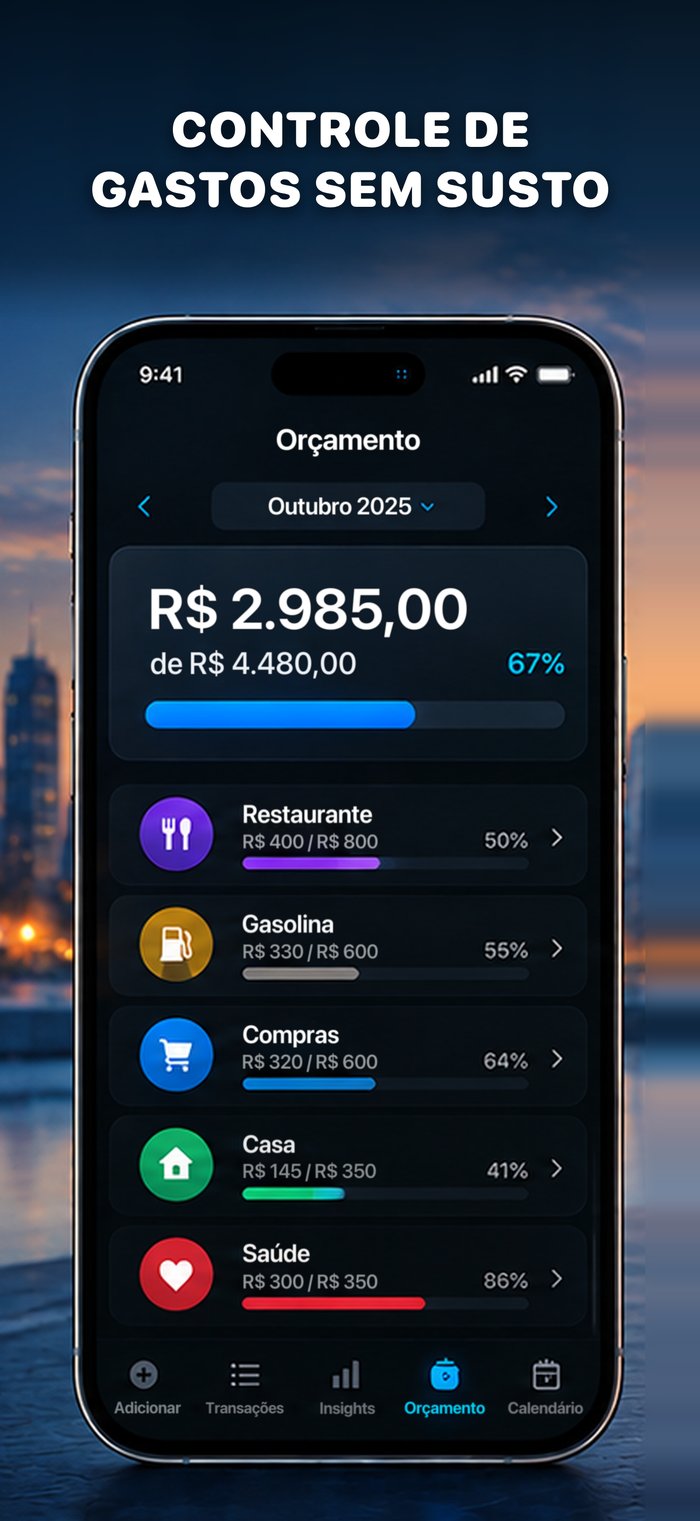 CONTROLE DE
GASTOS SEM SUSTO
9:41
Orçamento
Outubro 2025
R$ 2.985,00
de R$ 4.480,00
67%
Restaurante
R$ 400 / R$ 800
50%
Gasolina
R$ 330 / R$ 600
55%
Compras
R$ 320 / R$ 600
64%
Casa
R$ 145 / R$ 350
41%
Saúde
R$ 300 / R$ 350
86%
Adicionar
Transações
Insights
Orçamento
Calendário